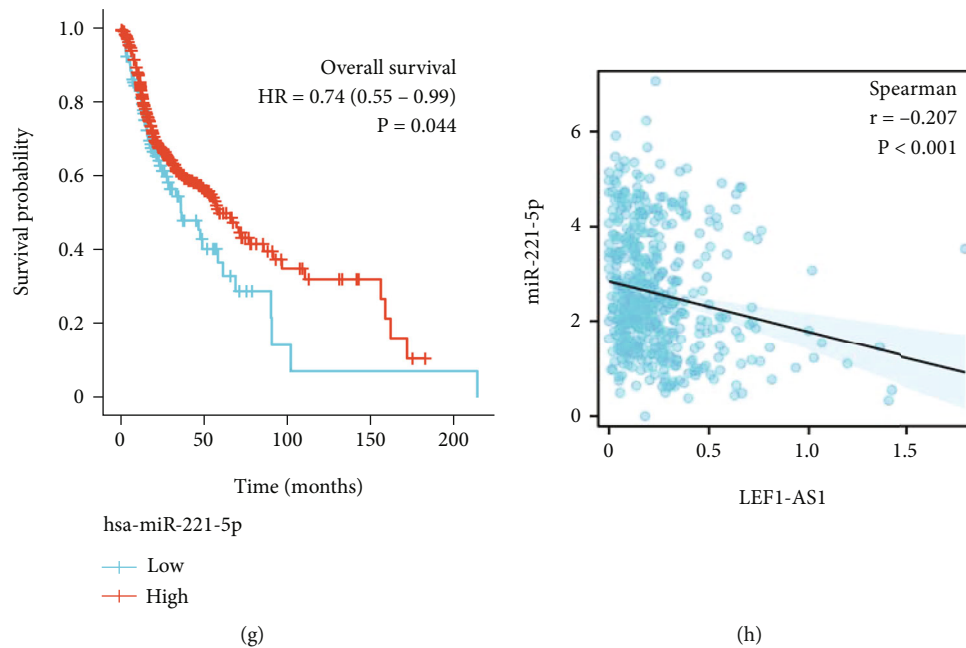 1.0
0.8
0.6
0.4
0.2
0
Survival probability
Overall survival
HR = 0.74 (0.55 – 0.99)
P = 0.044
0 50 100 150 200
Time (months)
hsa-miR-221-5p
Low
High
(g)
6
4
2
0
miR-221-5p
Spearman
r = –0.207
P < 0.001
0 0.5 1.0 1.5
LEF1-AS1
(h)